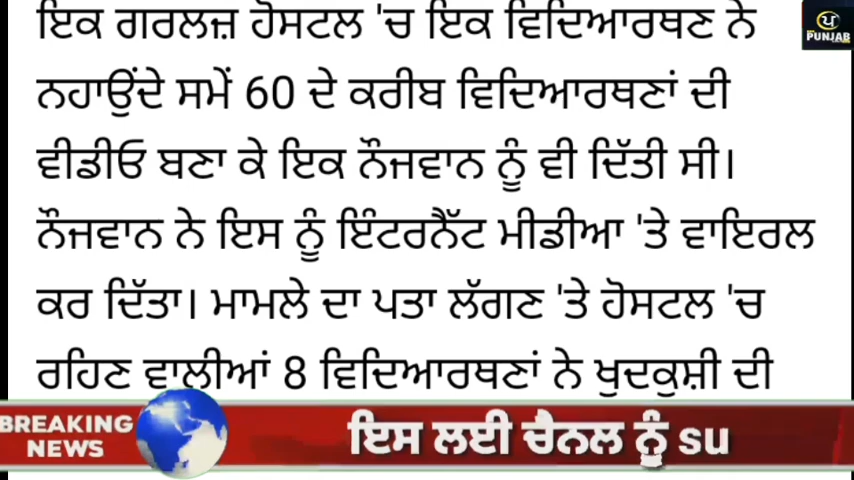 ਇਕ ਗਰਲਜ਼ ਹੋਸਟਲ 'ਚ ਇਕ ਵਿਦਿਆਰਥਣ ਨੇ
ਪੰ
PUNJAB
ਨਹਾਉਂਦੇ ਸਮੇਂ 60 ਦੇ ਕਰੀਬ ਵਿਦਿਆਰਥਣਾਂ ਦੀ
ਵੀਡੀਓ ਬਣਾ ਕੇ ਇਕ ਨੌਜਵਾਨ ਨੂੰ ਵੀ ਦਿੱਤੀ ਸੀ।
ਨੌਜਵਾਨ ਨੇ ਇਸ ਨੂੰ ਇੰਟਰਨੈੱਟ ਮੀਡੀਆ 'ਤੇ ਵਾਇਰਲ
ਕਰ ਦਿੱਤਾ। ਮਾਮਲੇ ਦਾ ਪਤਾ ਲੱਗਣ 'ਤੇ ਹੋਸਟਲ 'ਚ
ਰਹਿਣ ਵਾਲੀਆਂ 8 ਵਿਦਿਆਰਥਣਾਂ ਨੇ ਖੁਦਕੁਸ਼ੀ ਦੀ
BREAKING
NEWS
ਇਸ ਲਈ ਚੈਨਲ ਨੂੰ su